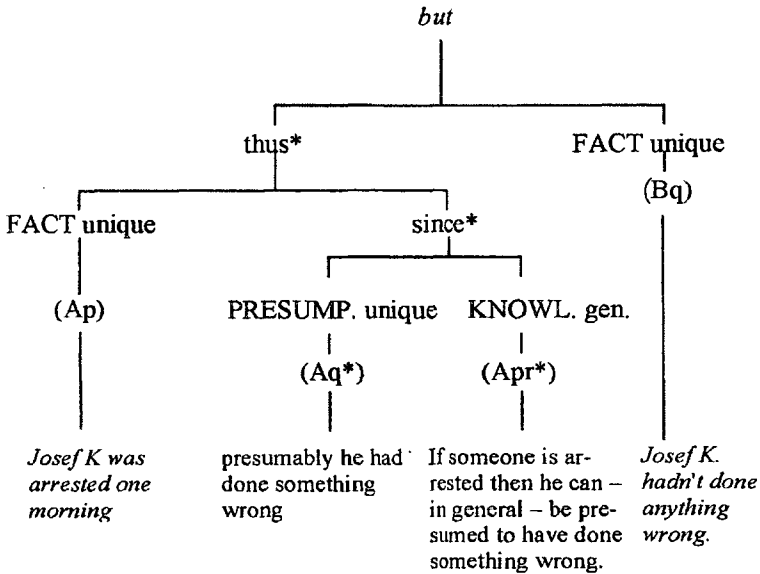 but
thus*
FACT unique
FACT unique
(Bq)
since*
(Ap)
PRESUMP. unique
KNOWL. gen.
(Aq*)
(Apr*)
Josef K was
arrested one
morning
presumably he had
done something
wrong
If someone is ar-
rested then he can –
in general – be pre-
sumed to have done
something wrong.
Josef K.
hadn't done
anything
wrong.